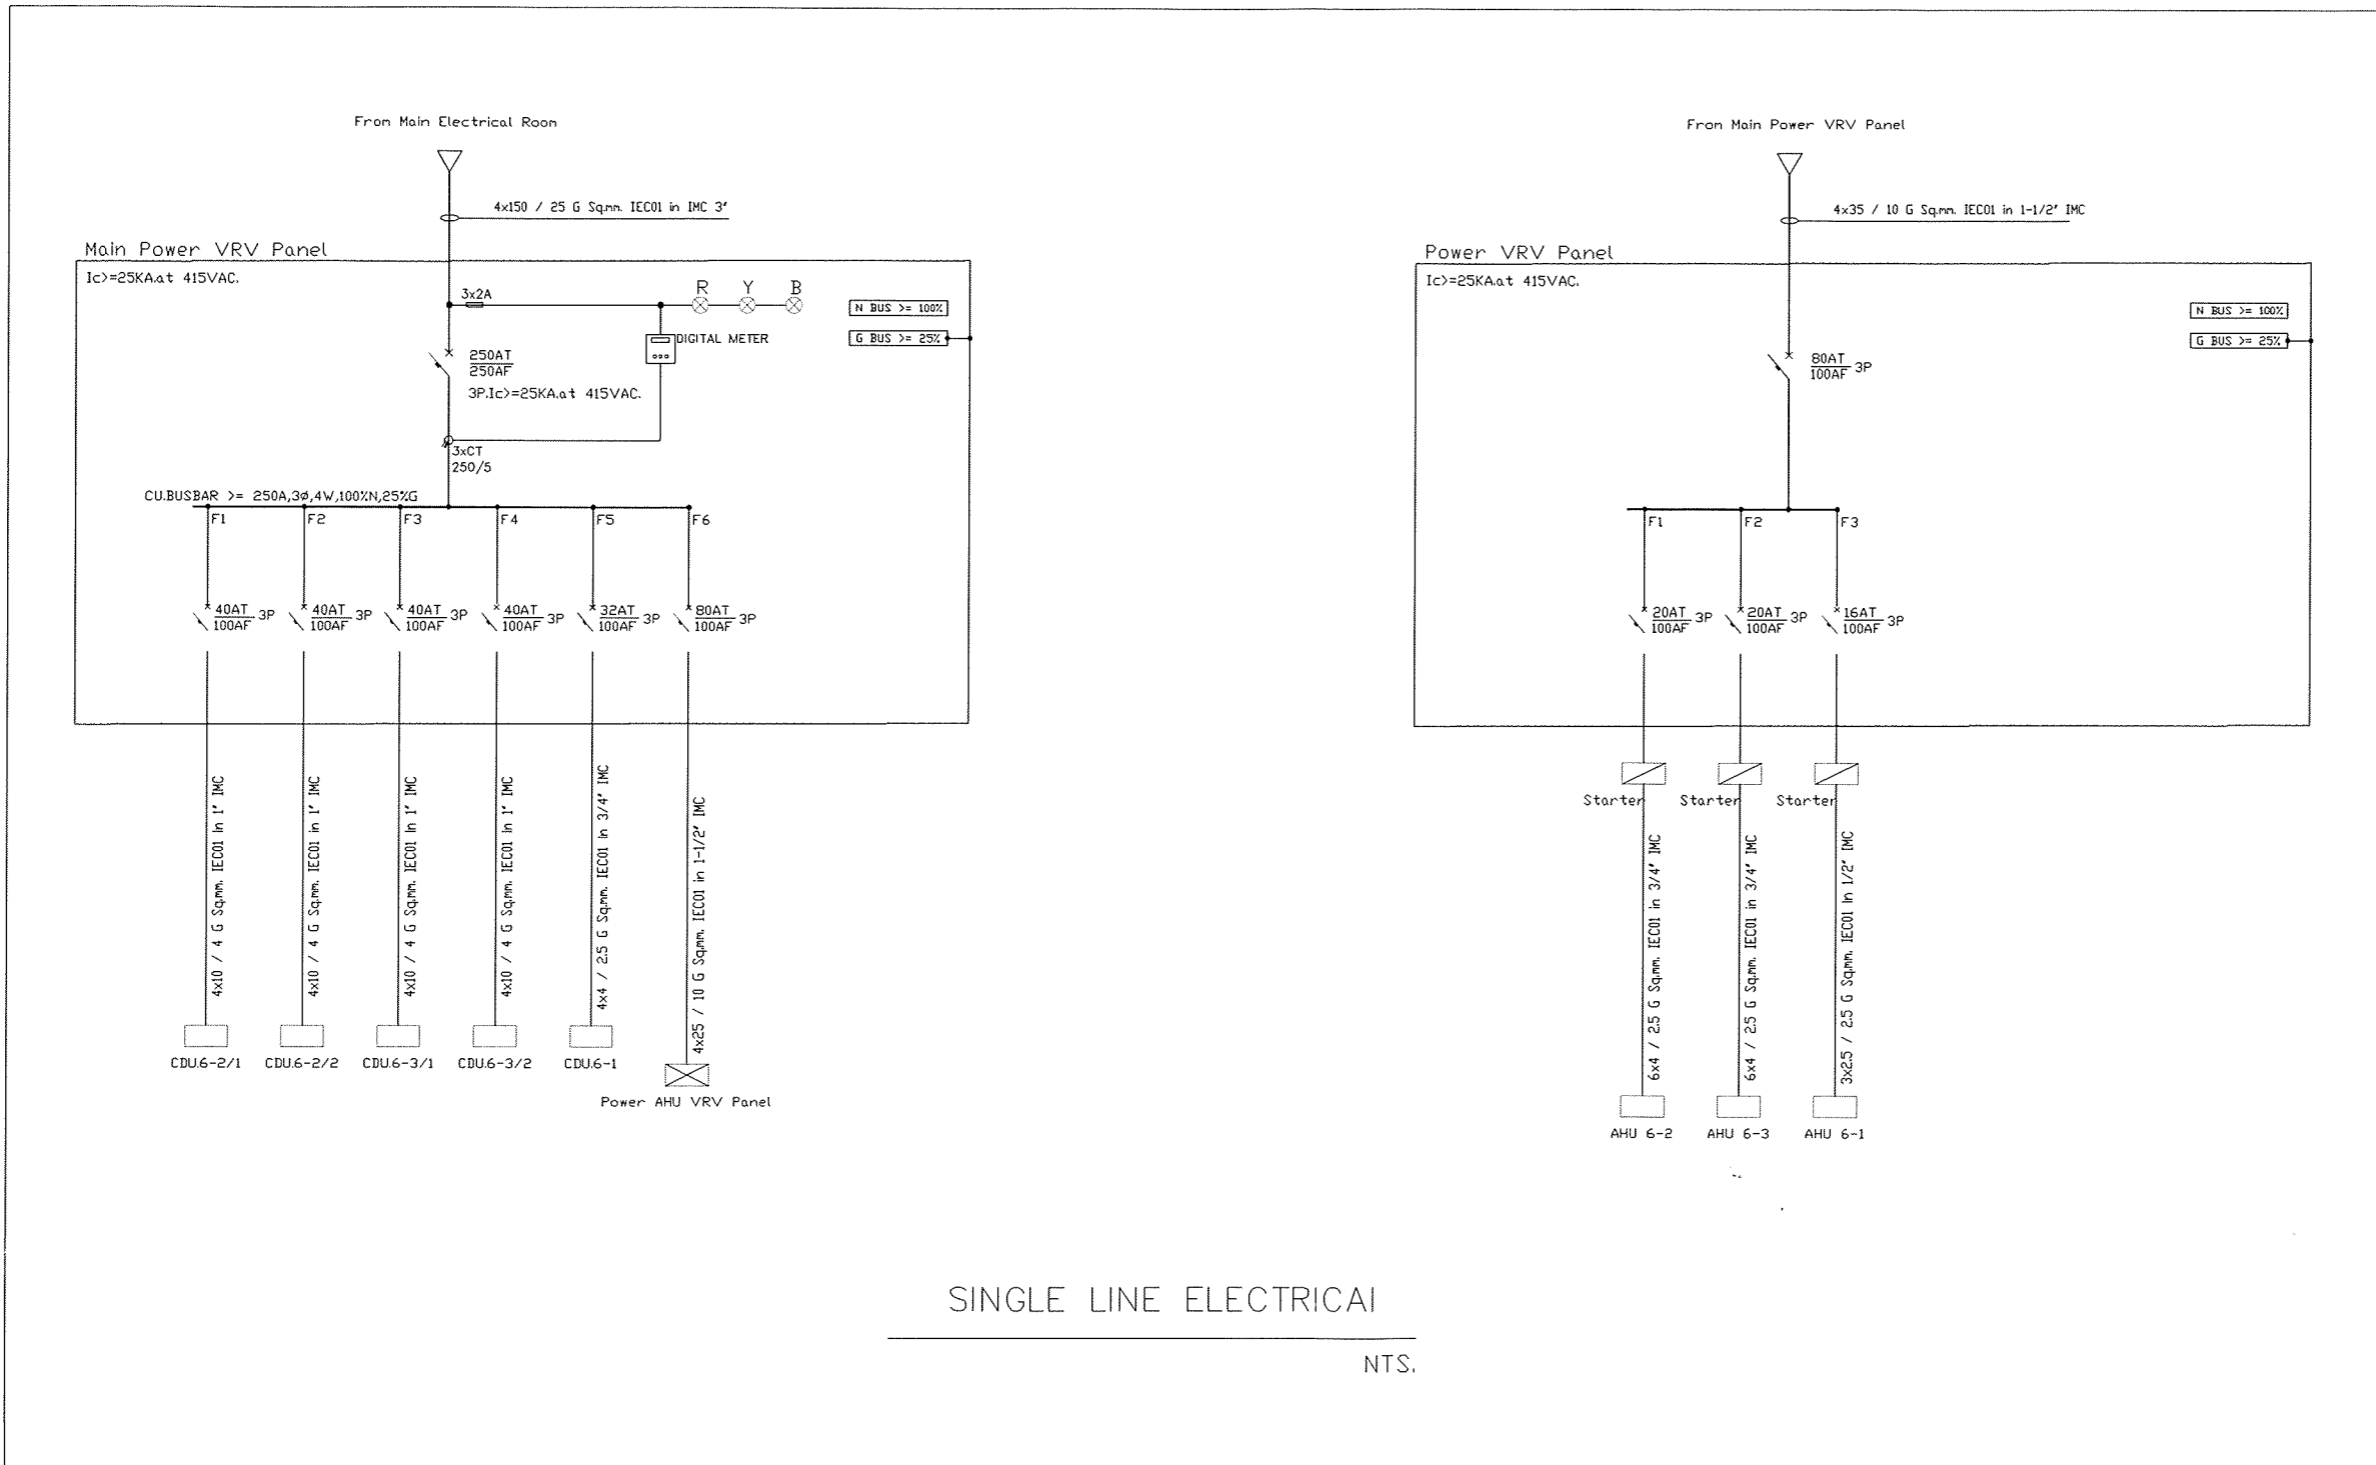 From Main Electrical Room
4x150 / 25 G Sq.mm. IEC01 in IMC 3"
Main Power VRV Panel
Ic>=25KA.at 415VAC.
3x2A
R Y B
N BUS >= 100%
G BUS >= 25%
DIGITAL METER
250AT
250AF
3P.Ic>=25KA.at 415VAC.
3xCT
250/5
CU.BUSBAR >= 250A,3ø,4W,100%N,25%G
F1 F2 F3 F4 F5 F6
40AT
100AF 3P
40AT
100AF 3P
40AT
100AF 3P
40AT
100AF 3P
32AT
100AF 3P
80AT
100AF 3P
4x10 / 4 G Sq.mm. IEC01 in 1" IMC
4x10 / 4 G Sq.mm. IEC01 in 1" IMC
4x10 / 4 G Sq.mm. IEC01 in 1" IMC
4x10 / 4 G Sq.mm. IEC01 in 1" IMC
4x4 / 2.5 G Sq.mm. IEC01 in 3/4" IMC
4x25 / 10 G Sq.mm. IEC01 in 1-1/2" IMC
CDU.6-2/1
CDU.6-2/2
CDU.6-3/1
CDU.6-3/2
CDU.6-1
Power AHU VRV Panel
From Main Power VRV Panel
4x35 / 10 G Sq.mm. IEC01 in 1-1/2" IMC
Power VRV Panel
Ic>=25KA.at 415VAC.
N BUS >= 100%
G BUS >= 25%
80AT
100AF 3P
F1 F2 F3
20AT
100AF 3P
20AT
100AF 3P
16AT
100AF 3P
Starter
Starter
Starter
6x4 / 2.5 G Sq.mm. IEC01 in 3/4" IMC
6x4 / 2.5 G Sq.mm. IEC01 in 3/4" IMC
3x2.5 / 2.5 G Sq.mm. IEC01 in 1/2" IMC
AHU 6-2
AHU 6-3
AHU 6-1
SINGLE LINE ELECTRICAl
NTS.